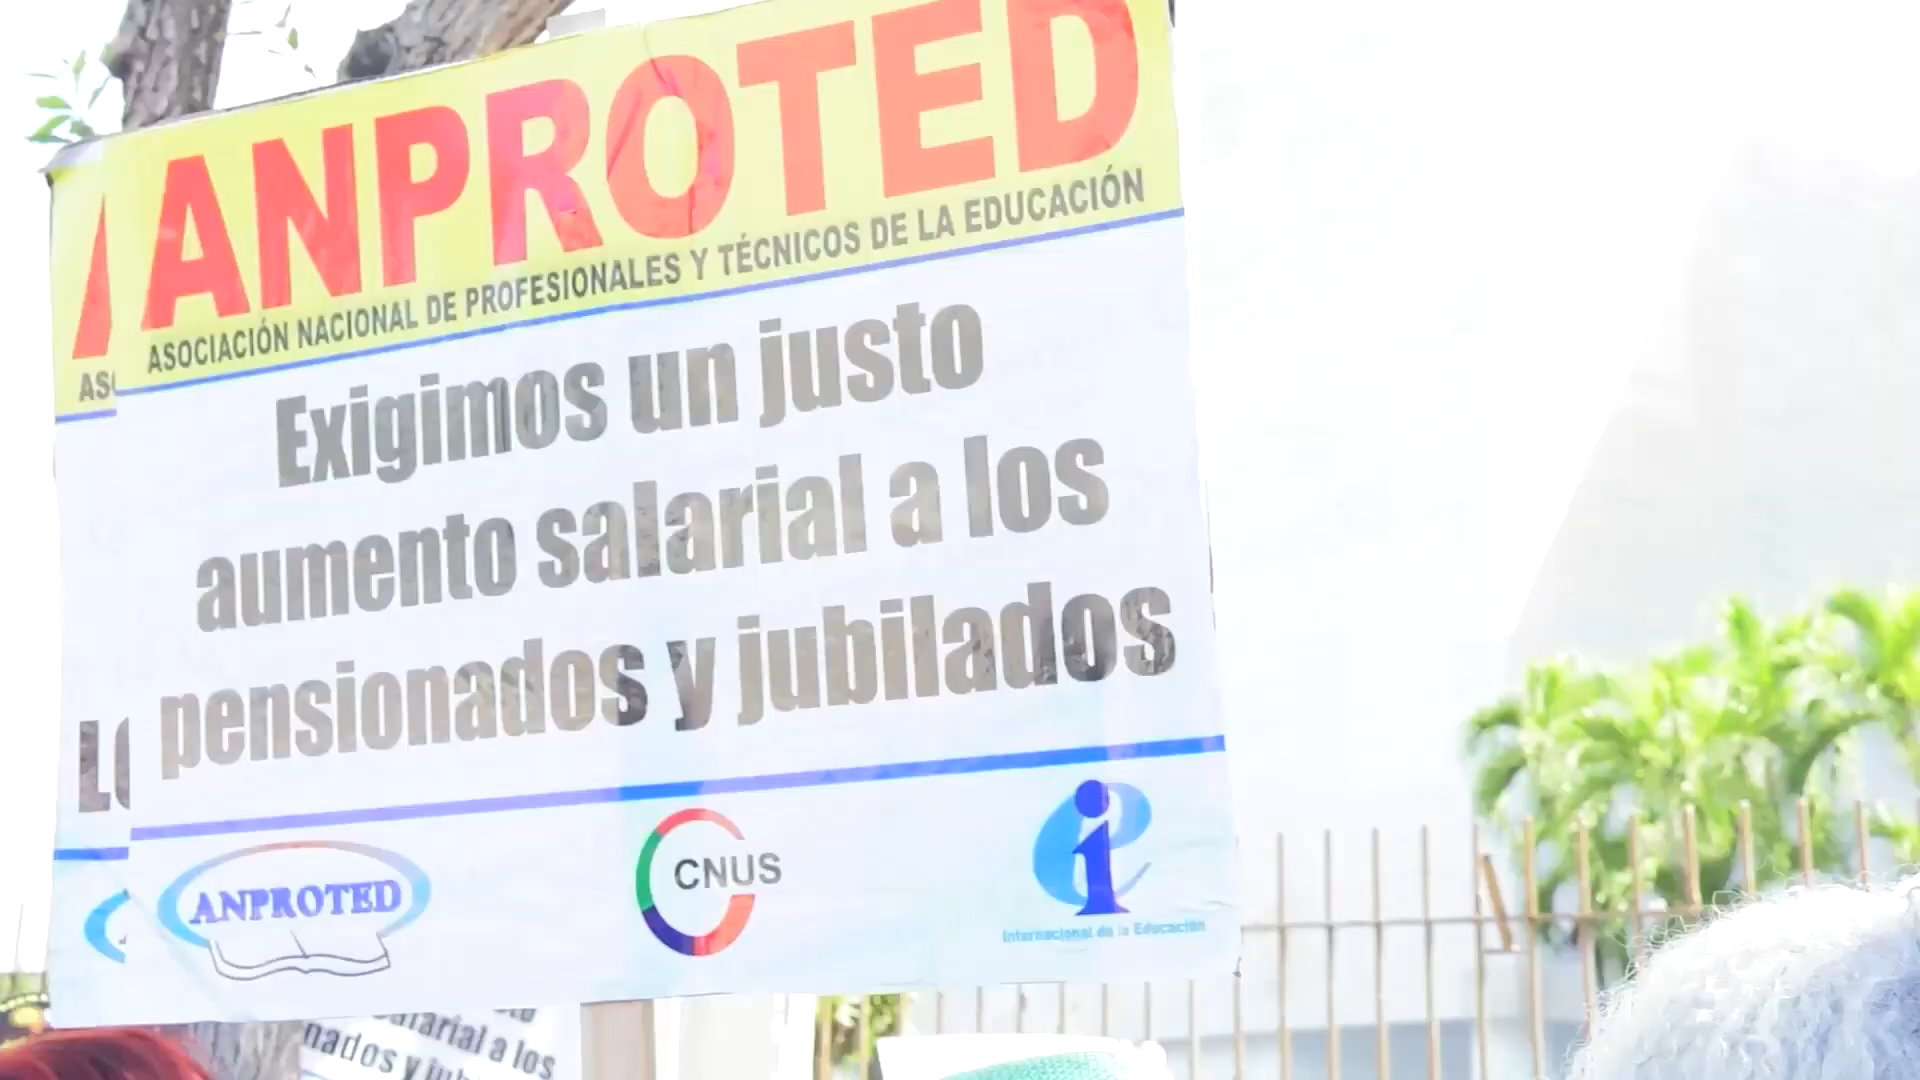 ANPROTED
ASOCIACIÓN NACIONAL DE PROFESIONALES Y TÉCNICOS DE LA EDUCACIÓN
Exigimos un justo
aumento salarial a los
pensionados y jubilados
ANPROTED
CNUS
Internacional de la Educación
salarial a los